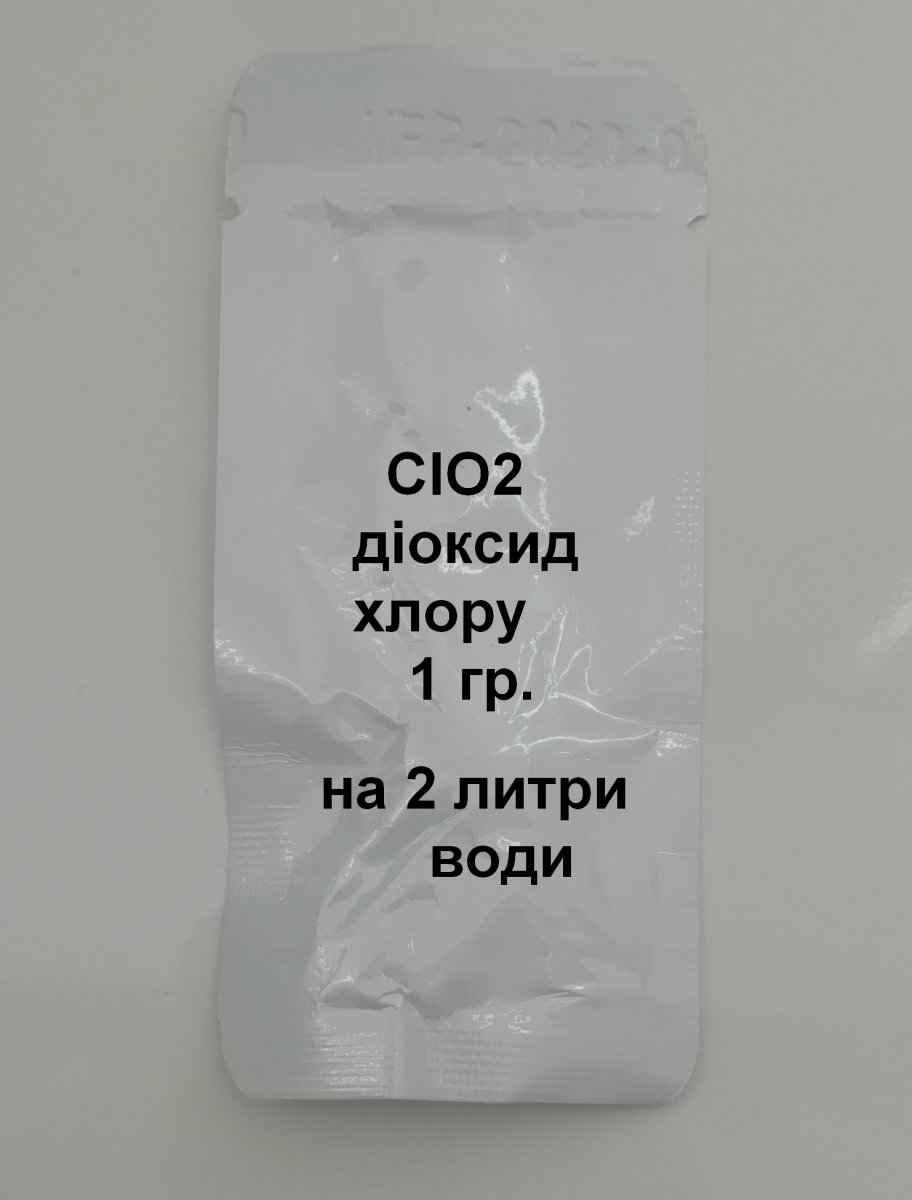 ClO2
діоксид
хлору
1 гр.
на 2 литри
води